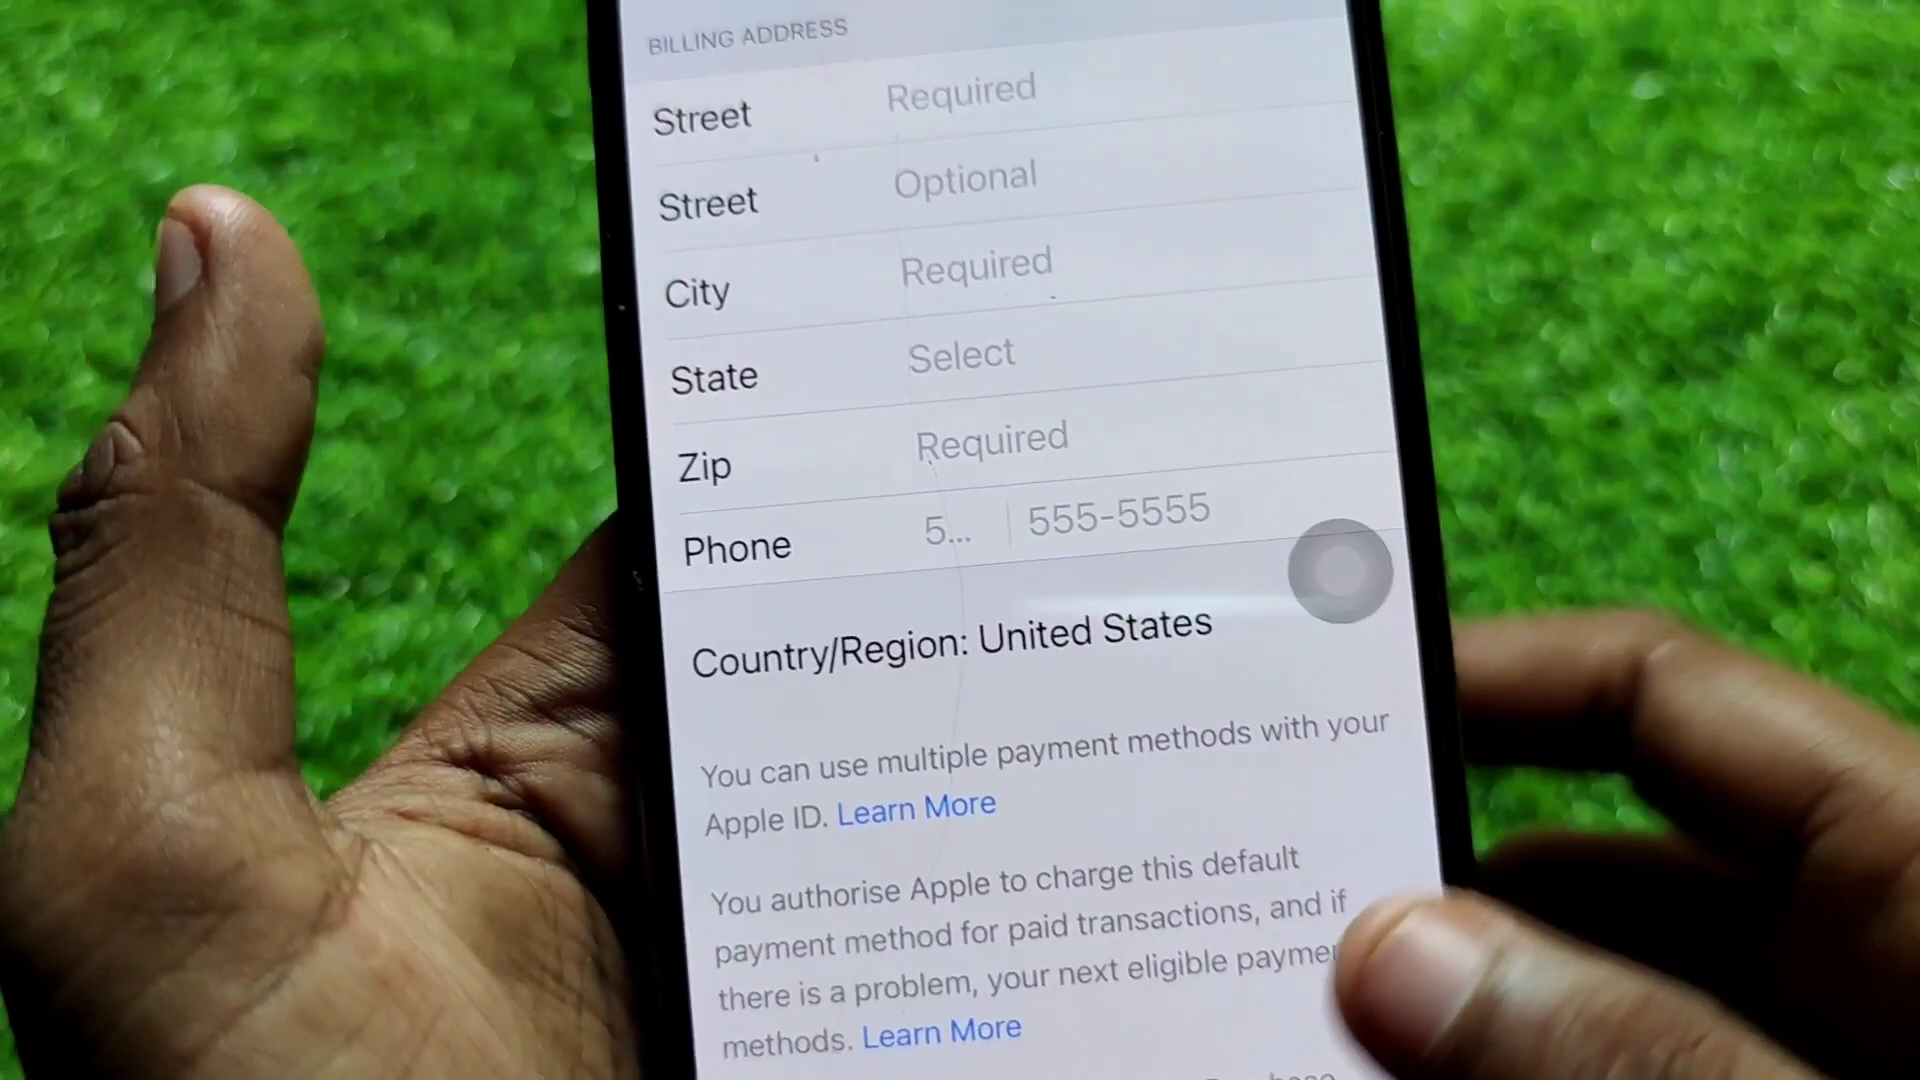 BILLING ADDRESS
Street Required
Street Optional
City Required
State Select
Zip Required
Phone 5... 555-5555
Country/Region: United States
You can use multiple payment methods with your
Apple ID. Learn More
You authorise Apple to charge this default
payment method for paid transactions, and if
there is a problem, your next eligible payme
methods. Learn More